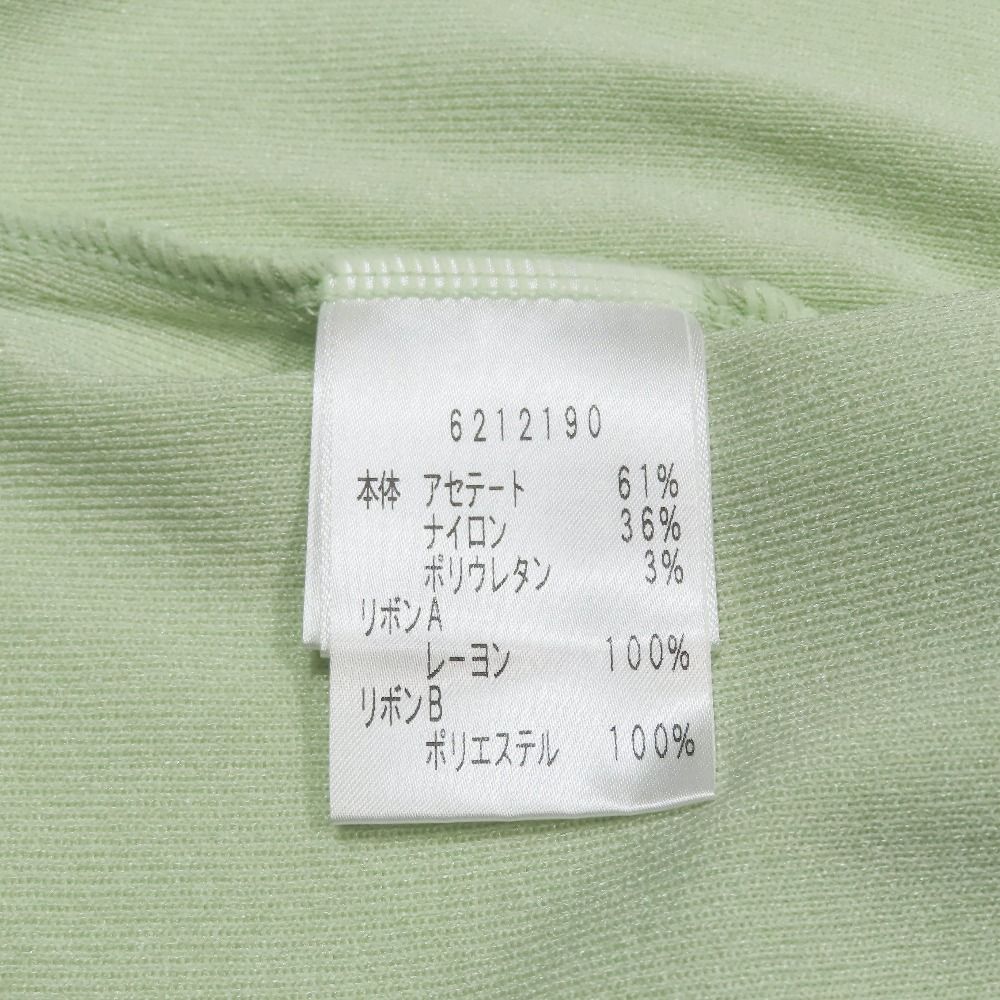 6212190
本体 アセテート 61%
ナイロン 36%
ポリウレタン 3%
リボンA
レーヨン 100%
リボンB
ポリエステル 100%